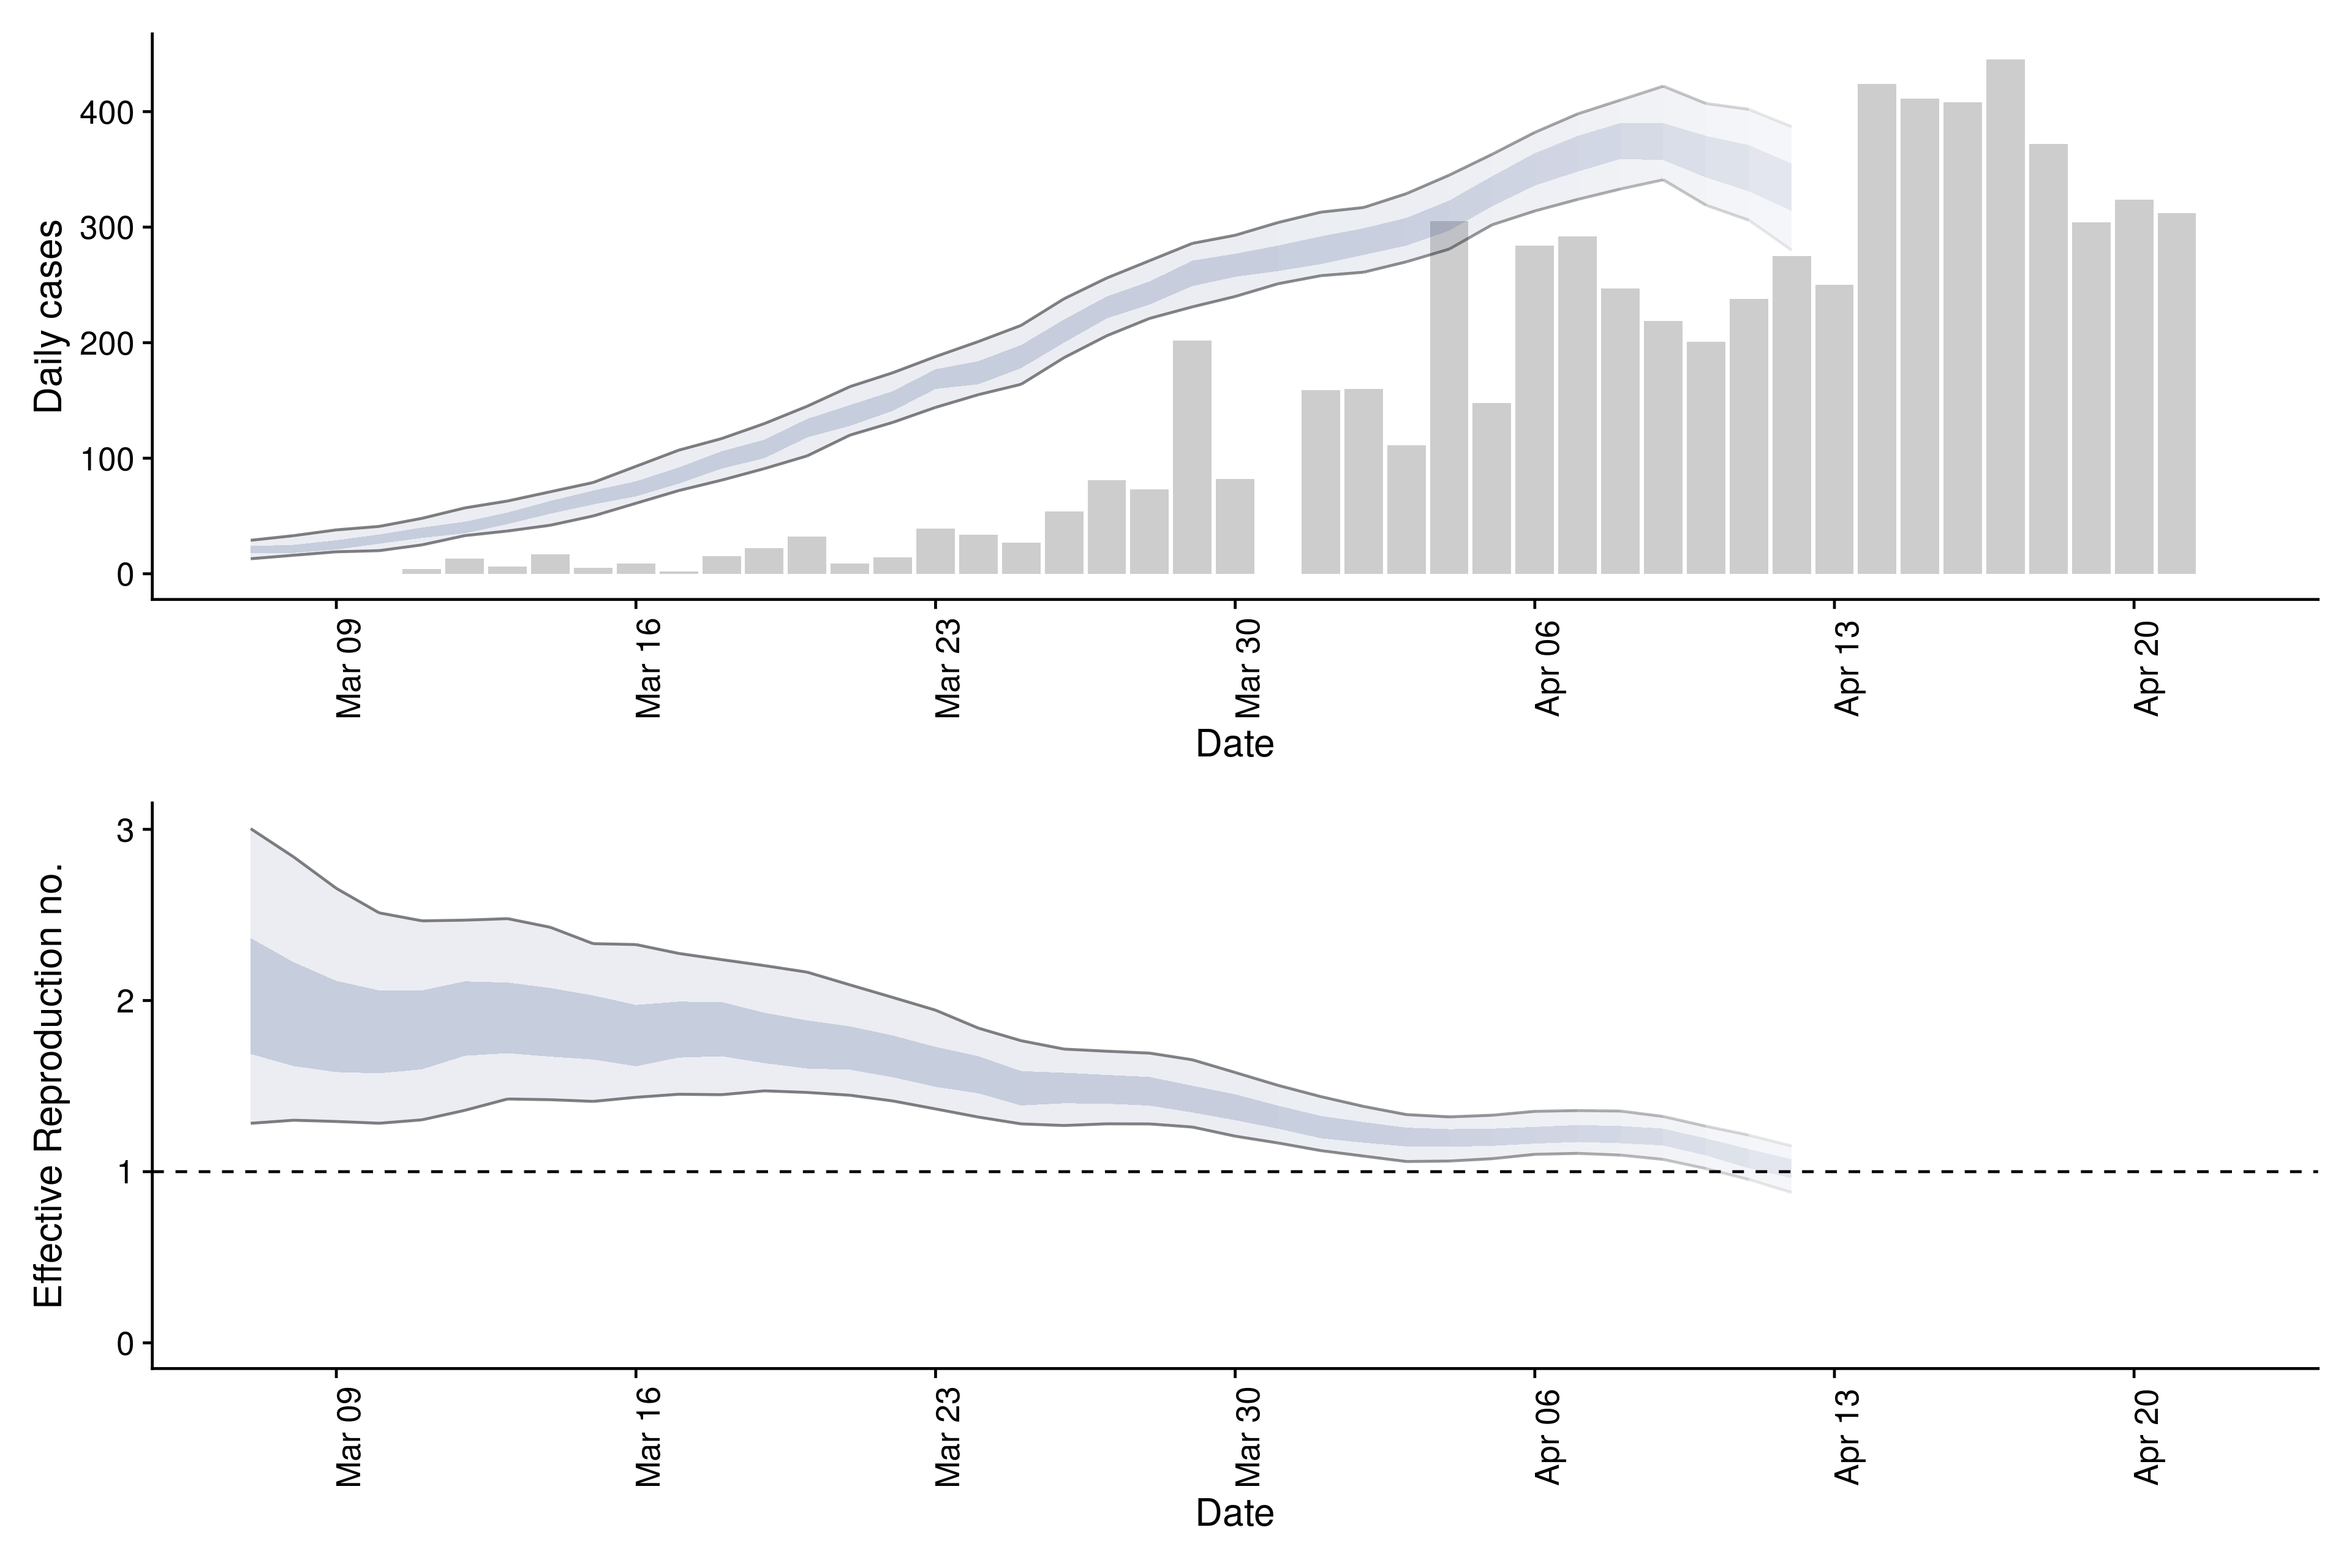 Daily cases
400
300
200
100
0
Mar 09
Mar 16
Mar 23
Mar 30
Apr 06
Apr 13
Apr 20
Date
Effective Reproduction no.
3
2
1
0
Mar 09
Mar 16
Mar 23
Mar 30
Apr 06
Apr 13
Apr 20
Date